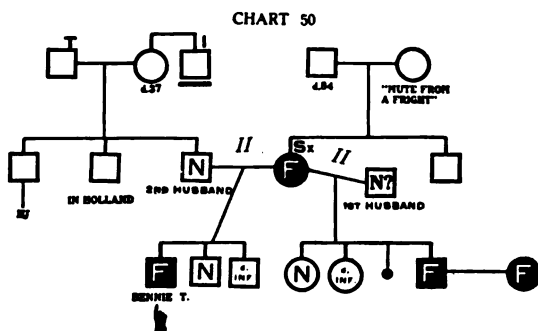 CHART 50
T
I
d.37
d.84
"MUTE FROM
A FRIGHT"
II
Sx
II
N
F
N?
2ND HUSBAND
1ST HUSBAND
IN HOLLAND
F
N
d.
INF.
N
d.
INF.
F
F
BENNIE T.